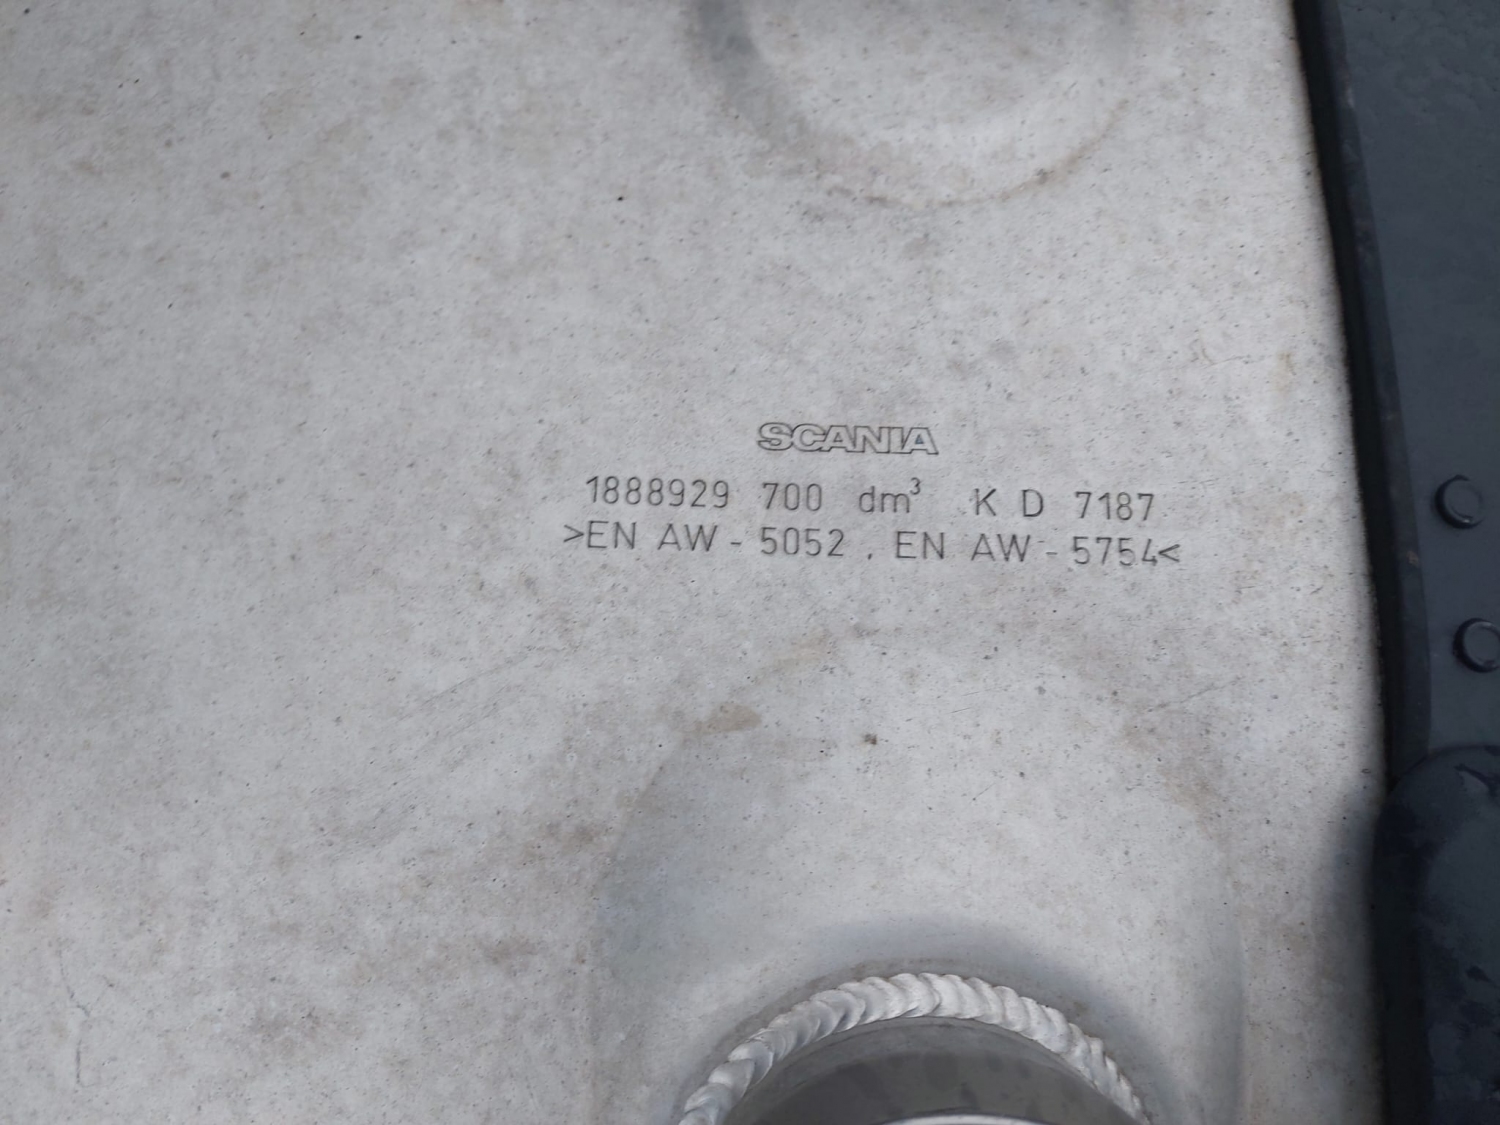 SCANIA
1888929 700 dm³ K D 7187
>EN AW - 5052 , EN AW - 5754<